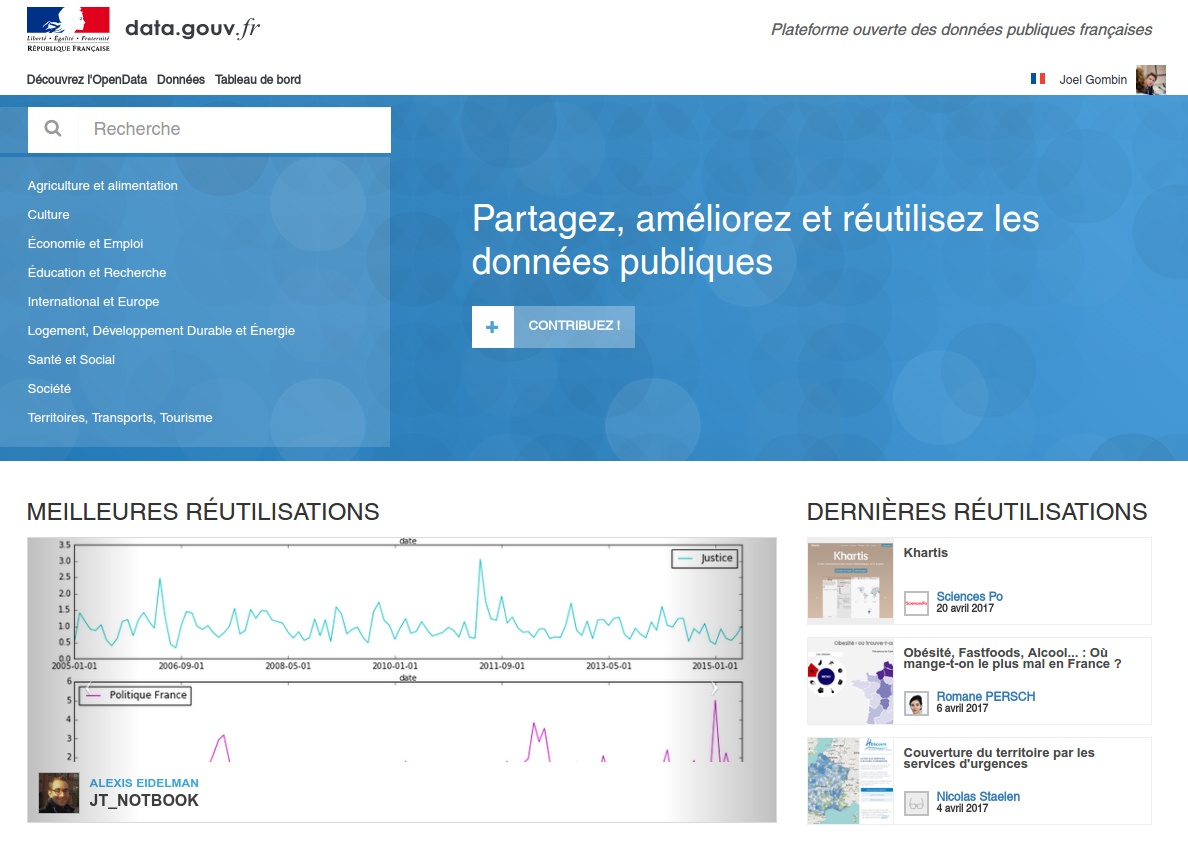 Liberté • Égalité • Fraternité
RÉPUBLIQUE FRANÇAISE
data.gouv.fr
Plateforme ouverte des données publiques françaises
Découvrez l'OpenData Données Tableau de bord
Joel Gombin
Recherche
Agriculture et alimentation
Culture
Économie et Emploi
Éducation et Recherche
International et Europe
Logement, Développement Durable et Énergie
Santé et Social
Société
Territoires, Transports, Tourisme
Partagez, améliorez et réutilisez les
données publiques
CONTRIBUEZ !
MEILLEURES RÉUTILISATIONS
date
3.5
3.0
2.5
2.0
1.5
1.0
0.5
0.0
Justice
2005-01-01 2006-09-01 2008-05-01 2010-01-01 2011-09-01 2013-05-01 2015-01-01
date
6
5
4
3
2
Politique France
ALEXIS EIDELMAN
JT_NOTBOOK
DERNIÈRES RÉUTILISATIONS
Khartis
Khartis
SciencesPo
Sciences Po
20 avril 2017
Obésité, Fastfoods, Alcool... : Où
mange-t-on le plus mal en France ?
Romane PERSCH
6 avril 2017
Couverture du territoire par les
services d'urgences
Nicolas Staelen
4 avril 2017